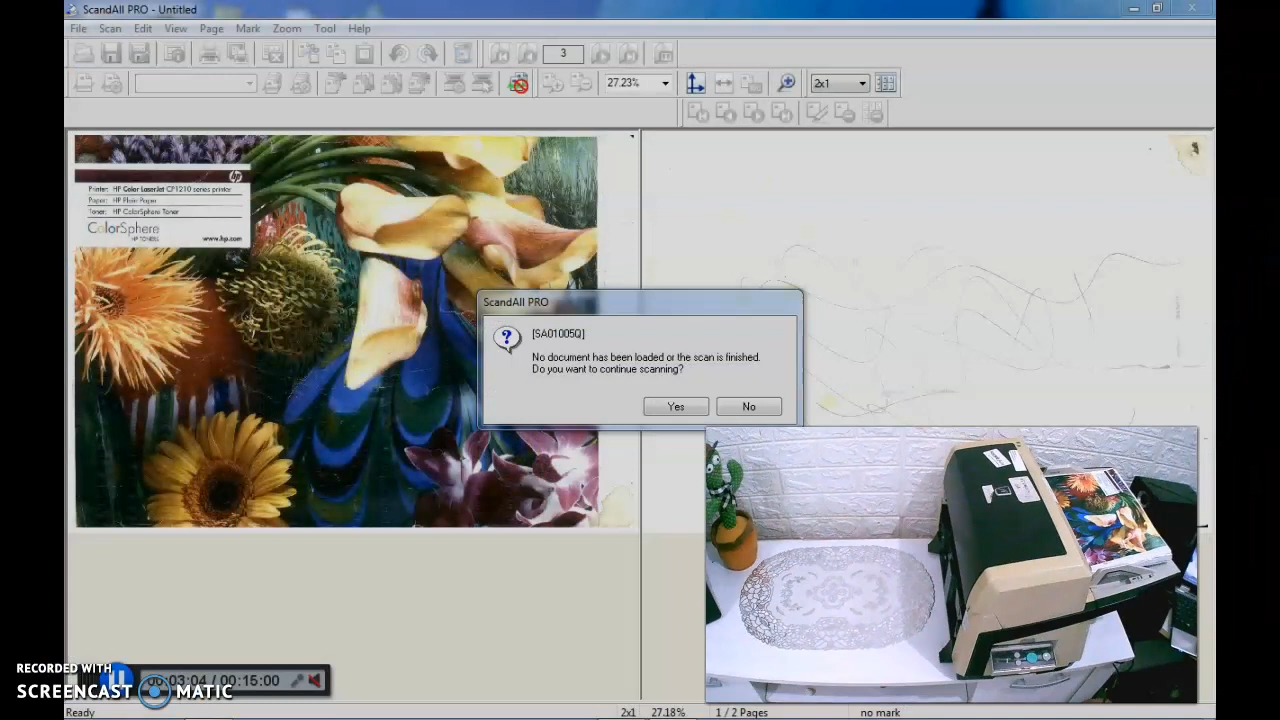 ScandAll PRO - Untitled
File Scan Edit View Page Mark Zoom Tool Help
3
27.23% 2x1
hp
Printer: HP Color LaserJet CP1210 series printer
Paper: HP Plain Paper
Toner: HP ColorSphere Toner
ColorSphere
HP TONERS www.hp.com
ScandAll PRO
[SA01005Q]
No document has been loaded or the scan is finished.
Do you want to continue scanning?
Yes No
RECORDED WITH
00:03:04 / 00:15:00
SCREENCAST MATIC
Ready 2x1 27.18% 1 / 2 Pages no mark